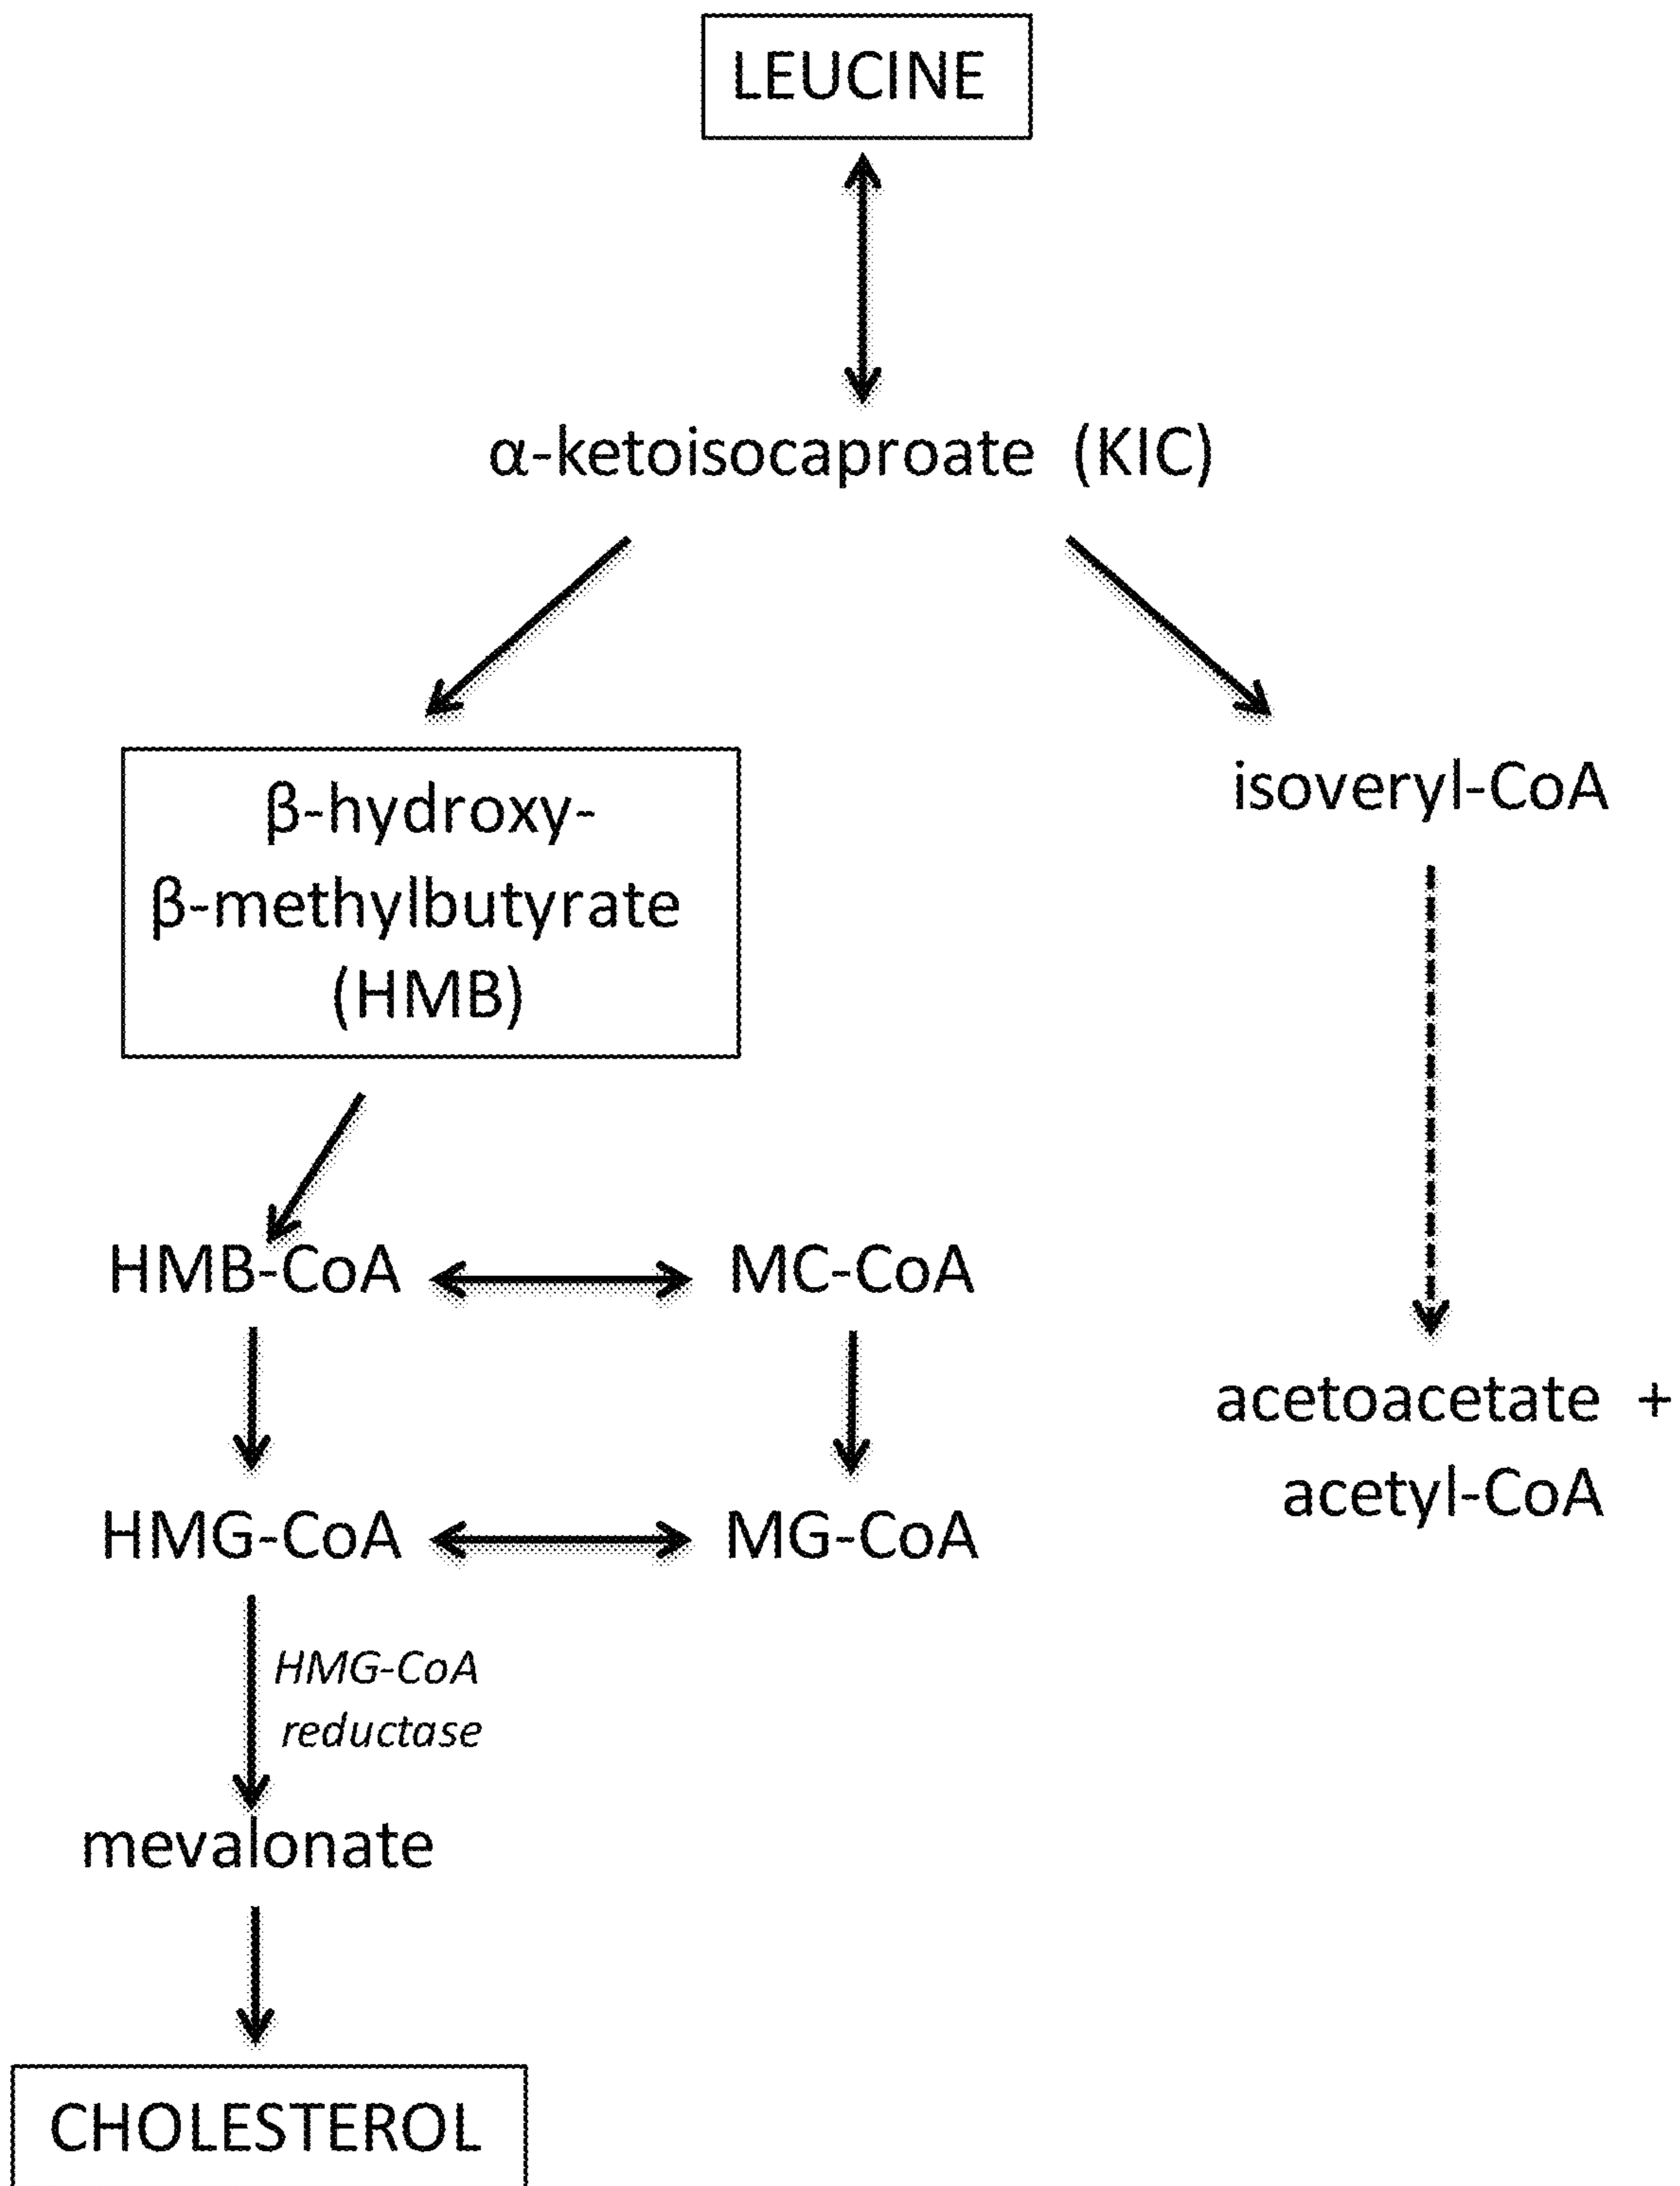 LEUCINE
α-ketoisocaproate (KIC)
β-hydroxy-
β-methylbutyrate
(HMB)
isoveryl-CoA
HMB-CoA
MC-CoA
acetoacetate +
acetyl-CoA
HMG-CoA
MG-CoA
HMG-CoA
reductase
mevalonate
CHOLESTEROL